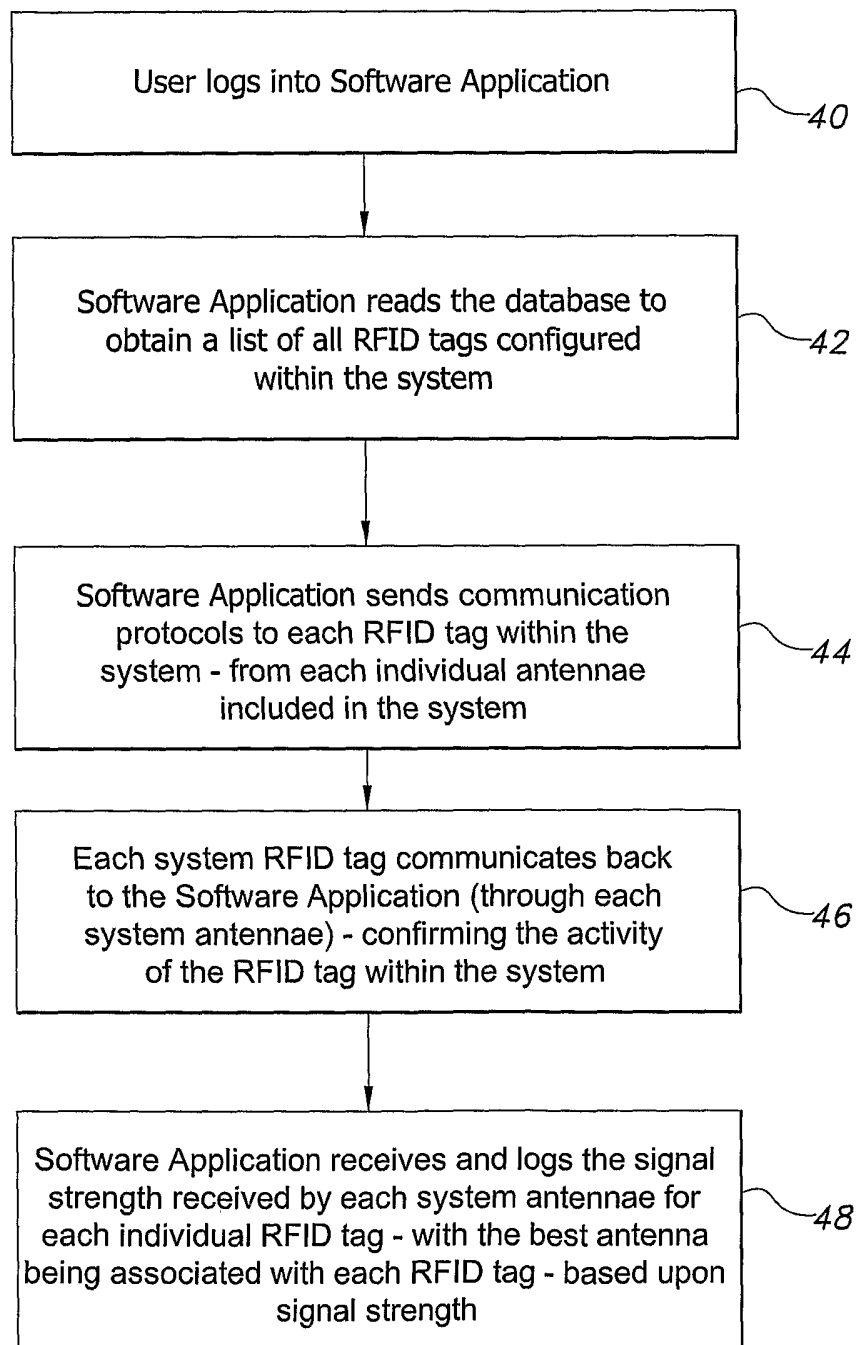 User logs into Software Application
40
Software Application reads the database to
obtain a list of all RFID tags configured
within the system
42
Software Application sends communication
protocols to each RFID tag within the
system - from each individual antennae
included in the system
44
Each system RFID tag communicates back
to the Software Application (through each
system antennae) - confirming the activity
of the RFID tag within the system
46
Software Application receives and logs the signal
strength received by each system antennae for
each individual RFID tag - with the best antenna
being associated with each RFID tag - based upon
signal strength
48